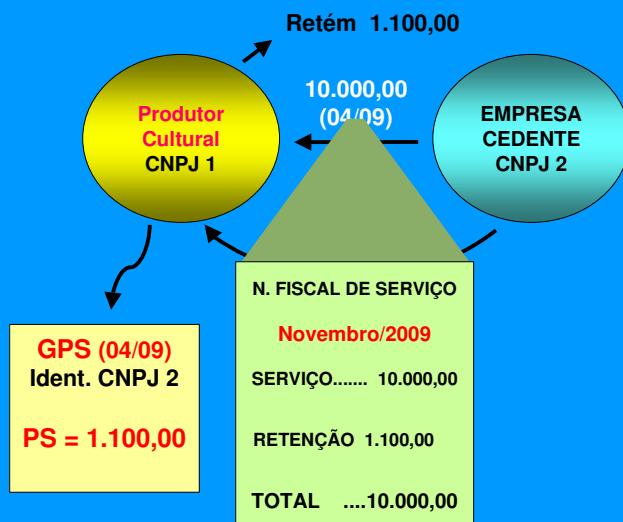 Retém 1.100,00
10.000,00
(04/09)
Produtor
Cultural
CNPJ 1
EMPRESA
CEDENTE
CNPJ 2
N. FISCAL DE SERVIÇO
Novembro/2009
SERVIÇO....... 10.000,00
RETENÇÃO 1.100,00
TOTAL ....10.000,00
GPS (04/09)
Ident. CNPJ 2
PS = 1.100,00